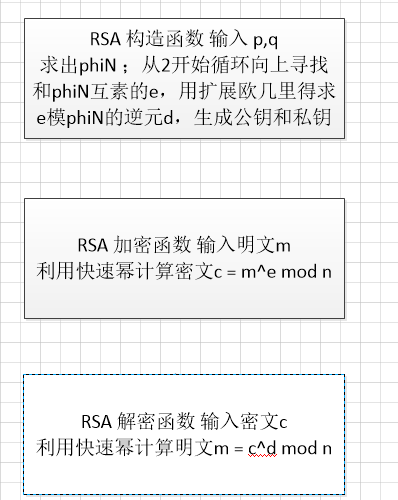 RSA 构造函数 输入 p,q
求出phiN ；从2开始循环向上寻找
和phiN互素的e，用扩展欧几里得求
e模phiN的逆元d，生成公钥和私钥
RSA 加密函数 输入明文m
利用快速幂计算密文c = m^e mod n
RSA 解密函数 输入密文c
利用快速幂计算明文m = c^d mod n